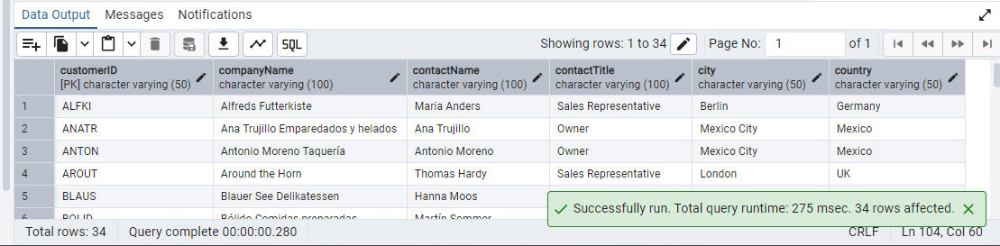 Data Output Messages Notifications
SQL Showing rows: 1 to 34 Page No: 1 of 1
customerID companyName contactName contactTitle city country
[PK] character varying (50) character varying (100) character varying (100) character varying (100) character varying (50) character varying (50)
1 ALFKI Alfreds Futterkiste Maria Anders Sales Representative Berlin Germany
2 ANATR Ana Trujillo Emparedados y helados Ana Trujillo Owner Mexico City Mexico
3 ANTON Antonio Moreno Taquería Antonio Moreno Owner Mexico City Mexico
4 AROUT Around the Horn Thomas Hardy Sales Representative London UK
5 BLAUS Blauer See Delikatessen Hanna Moos
6 BOLID Bólido Comidas preparadas Martín Sommer
Successfully run. Total query runtime: 275 msec. 34 rows affected.
Total rows: 34 Query complete 00:00:00.280 CRLF Ln 104, Col 60